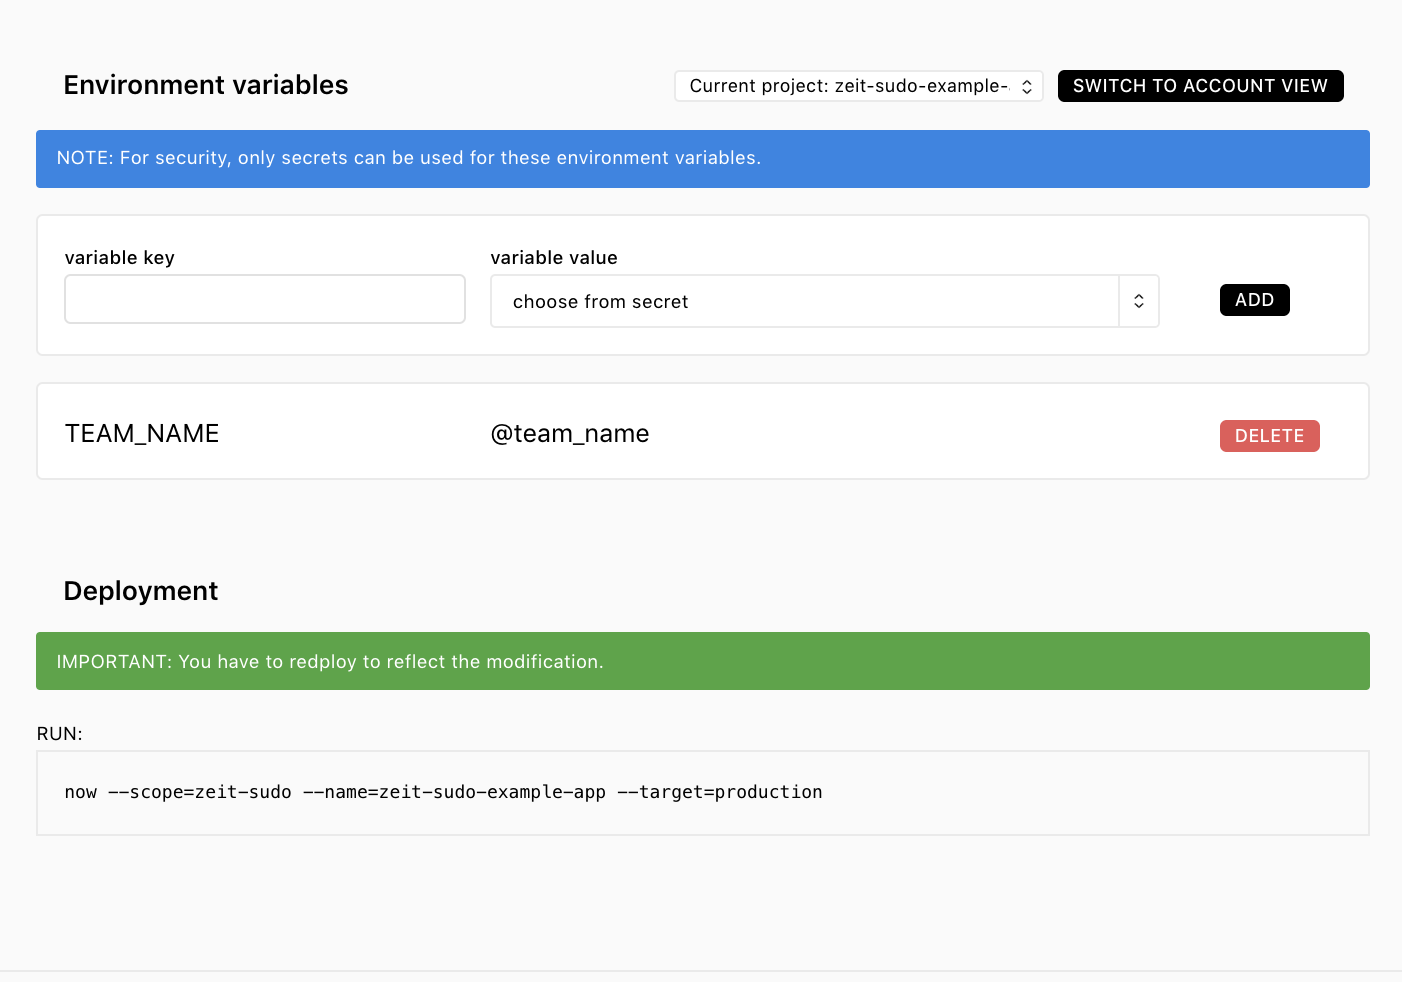 Environment variables
Current project: zeit-sudo-example-
SWITCH TO ACCOUNT VIEW
NOTE: For security, only secrets can be used for these environment variables.
variable key
variable value
choose from secret
ADD
TEAM_NAME
@team_name
DELETE
Deployment
IMPORTANT: You have to redploy to reflect the modification.
RUN:
now --scope=zeit-sudo --name=zeit-sudo-example-app --target=production